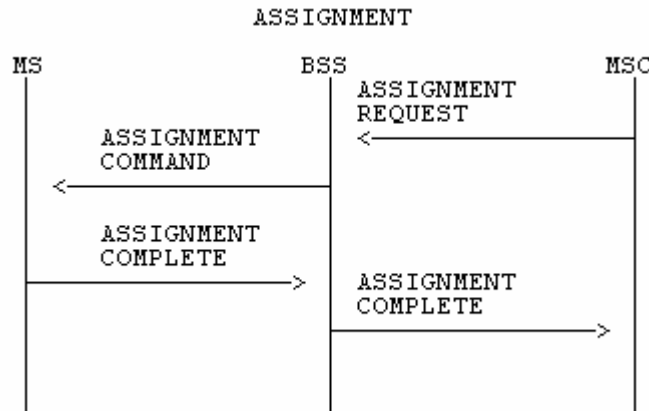 ASSIGNMENT
MS BSS MSC
ASSIGNMENT
REQUEST
ASSIGNMENT
COMMAND
ASSIGNMENT
COMPLETE
ASSIGNMENT
COMPLETE